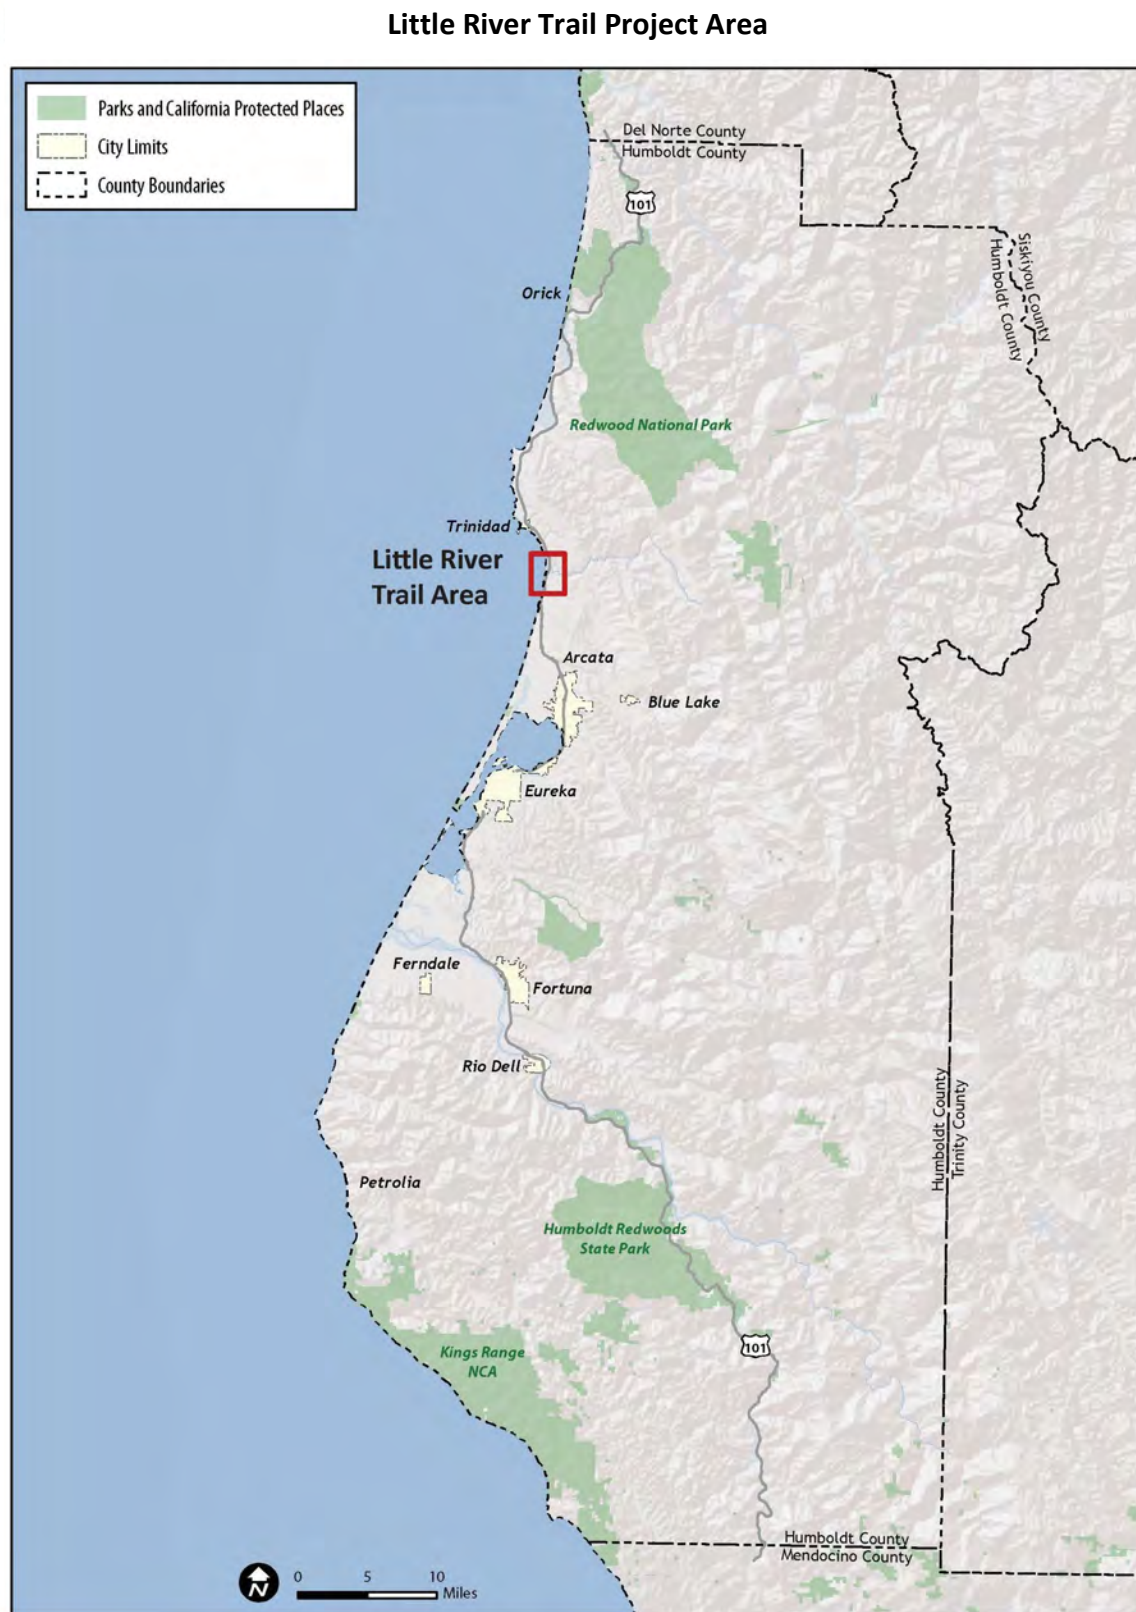 Little River Trail Project Area
Parks and California Protected Places
City Limits
County Boundaries
Del Norte County
Humboldt County
101
Siskiyou County
Humboldt County
Orick
Redwood National Park
Trinidad
Little River
Trail Area
Arcata
Blue Lake
Eureka
Ferndale
Fortuna
Rio Dell
Humboldt County
Trinity County
Petrolia
Humboldt Redwoods
State Park
101
Kings Range
NCA
Humboldt County
Mendocino County
N
0 5 10
Miles